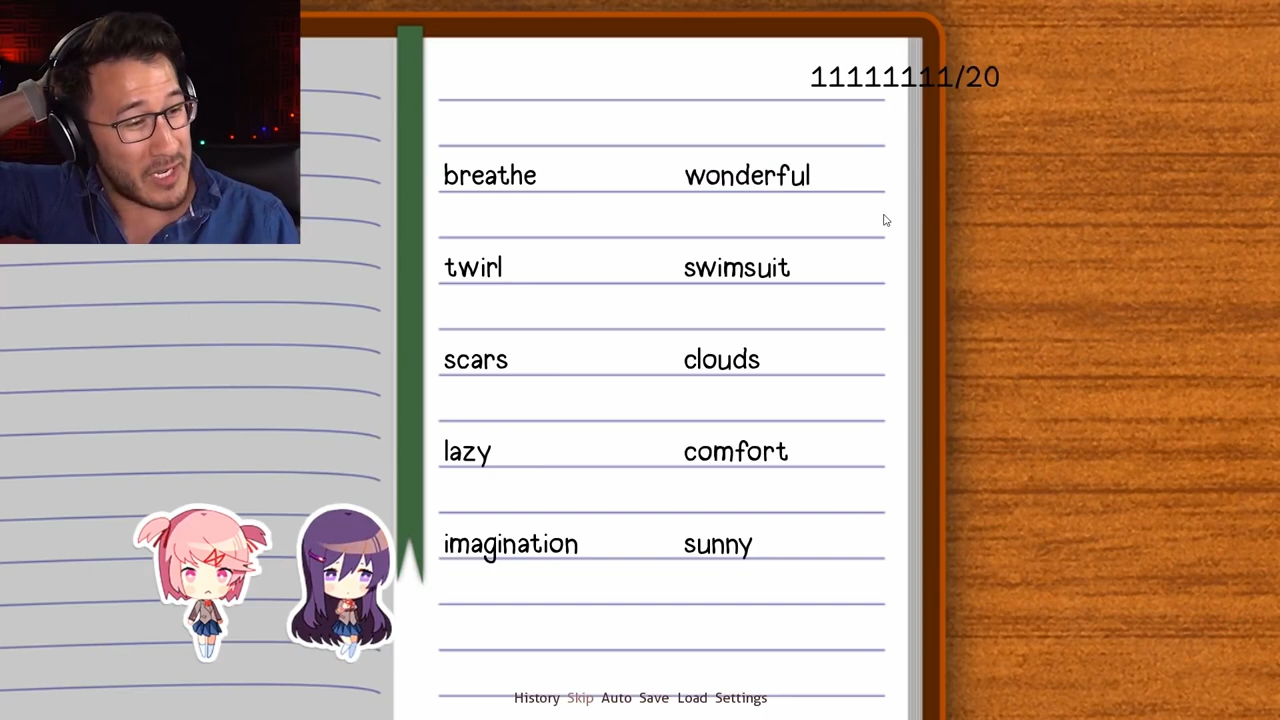 11111111/20
breathe wonderful
twirl swimsuit
scars clouds
lazy comfort
imagination sunny
History Skip Auto Save Load Settings